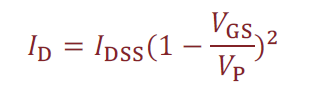 I_D = I_DSS(1 − V_GS/V_P)²